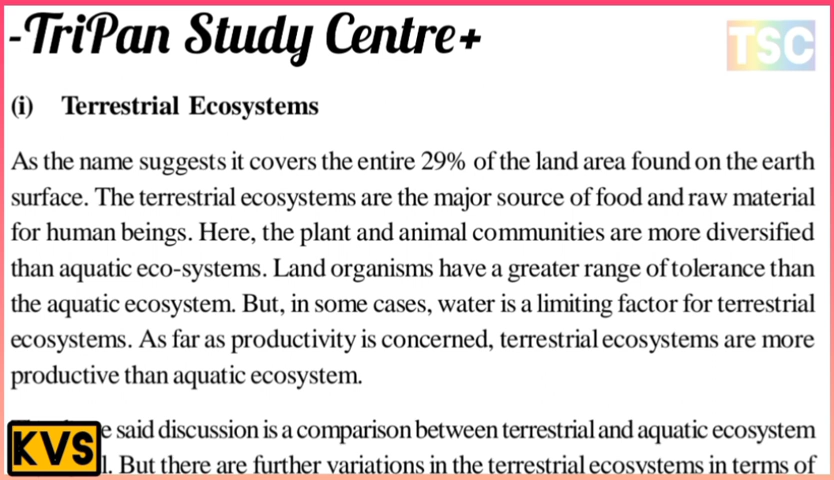 -TriPan Study Centre+
TSC
(i) Terrestrial Ecosystems
As the name suggests it covers the entire 29% of the land area found on the earth
surface. The terrestrial ecosystems are the major source of food and raw material
for human beings. Here, the plant and animal communities are more diversified
than aquatic eco-systems. Land organisms have a greater range of tolerance than
the aquatic ecosystem. But, in some cases, water is a limiting factor for terrestrial
ecosystems. As far as productivity is concerned, terrestrial ecosystems are more
productive than aquatic ecosystem.
said discussion is a comparison between terrestrial and aquatic ecosystem
KVS
But there are further variations in the terrestrial ecosystems in terms of